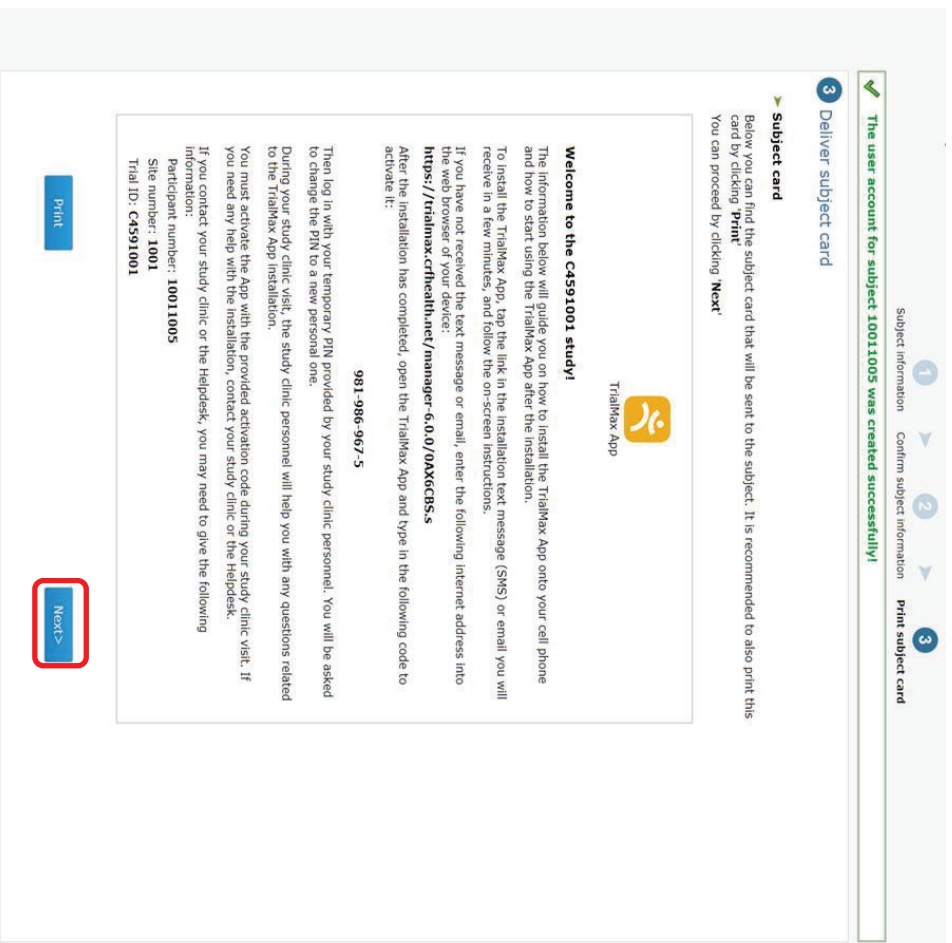 1 2 3
Subject information Confirm subject information Print subject card
The user account for subject 10011005 was created successfully!
3 Deliver subject card
Subject card
Below you can find the subject card that will be sent to the subject. It is recommended to also print this
card by clicking 'Print'
You can proceed by clicking 'Next'
TrialMax App
Welcome to the C4591001 study!
The information below will guide you on how to install the TrialMax App onto your cell phone
and how to start using the TrialMax App after the installation.
To install the TrialMax App, tap the link in the installation text message (SMS) or email you will
receive in a few minutes, and follow the on-screen instructions.
If you have not received the text message or email, enter the following internet address into
the web browser of your device:
https://trialmax.crfhealth.net/manager-6.0.0/0AX6CBS.s
After the installation has completed, open the TrialMax App and type in the following code to
activate it:
981-986-967-5
Then log in with your temporary PIN provided by your study clinic personnel. You will be asked
to change the PIN to a new personal one.
During your study clinic visit, the study clinic personnel will help you with any questions related
to the TrialMax App installation.
You must activate the App with the provided activation code during your study clinic visit. If
you need any help with the installation, contact your study clinic or the Helpdesk.
If you contact your study clinic or the Helpdesk, you may need to give the following
information:
Participant number: 10011005
Site number: 1001
Trial ID: C4591001
Print Next>